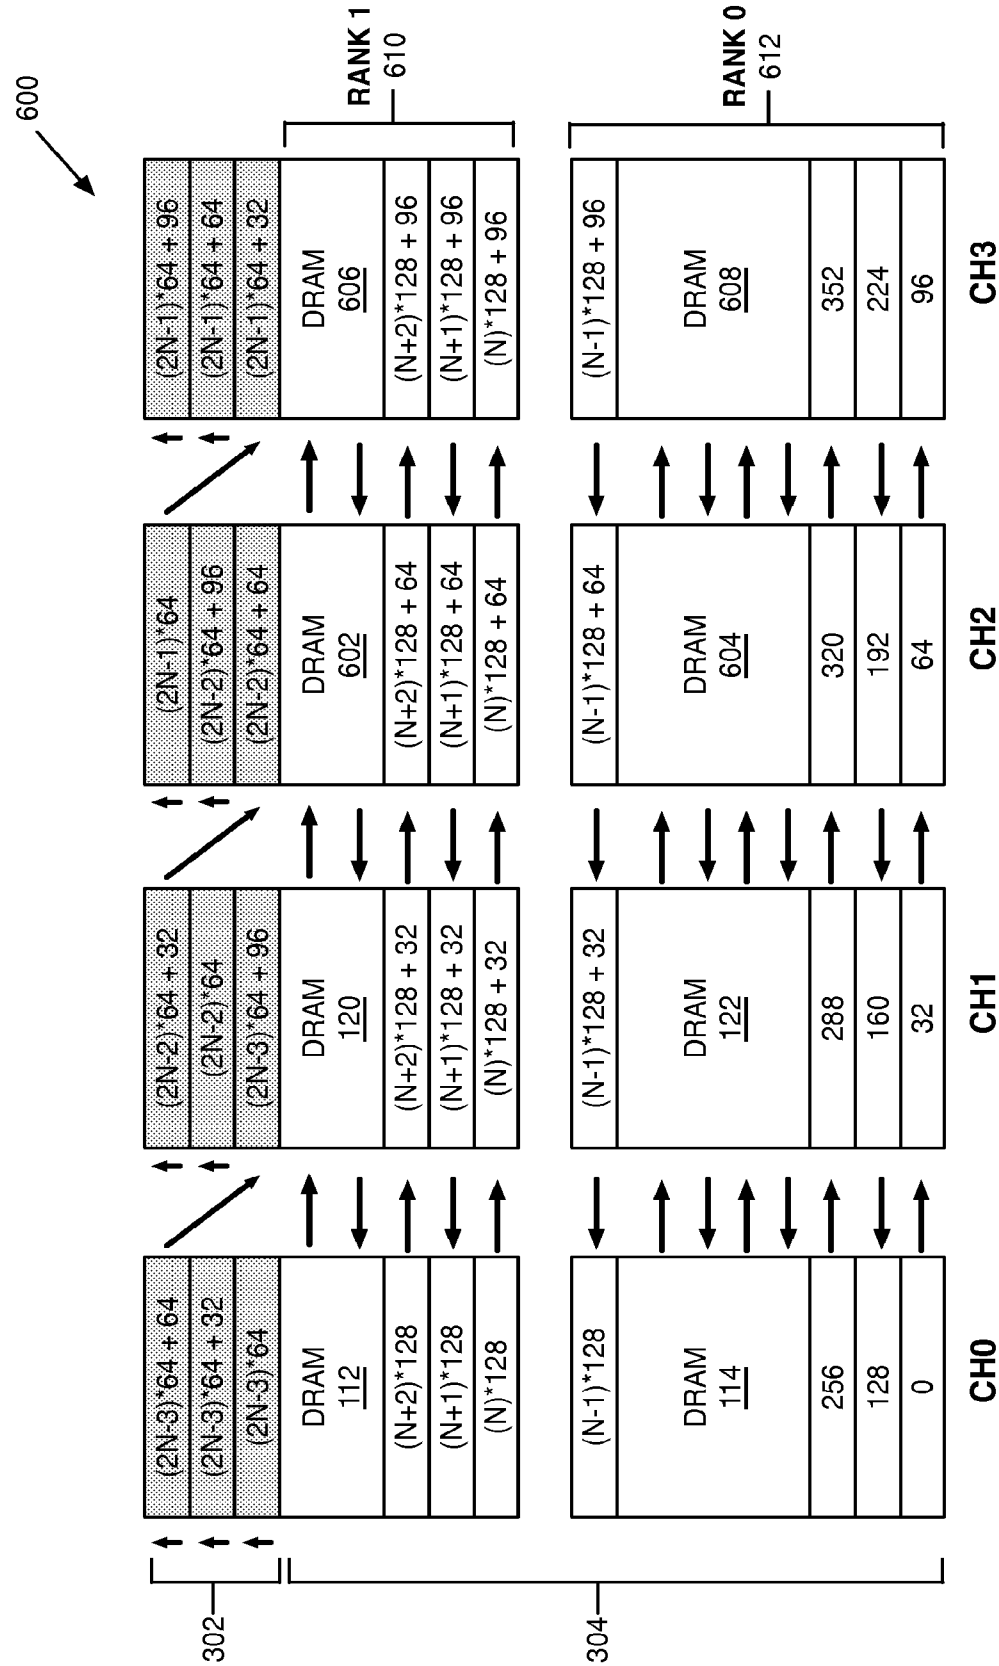 600
302
304
(2N-3)*64 + 64
(2N-3)*64 + 32
(2N-3)*64
DRAM
112
(N+2)*128
(N+1)*128
(N)*128
(N-1)*128
DRAM
114
256
128
0
CH0
(2N-2)*64 + 32
(2N-2)*64
(2N-3)*64 + 96
DRAM
120
(N+2)*128 + 32
(N+1)*128 + 32
(N)*128 + 32
(N-1)*128 + 32
DRAM
122
288
160
32
CH1
(2N-1)*64
(2N-2)*64 + 96
(2N-2)*64 + 64
DRAM
602
(N+2)*128 + 64
(N+1)*128 + 64
(N)*128 + 64
(N-1)*128 + 64
DRAM
604
320
192
64
CH2
(2N-1)*64 + 96
(2N-1)*64 + 64
(2N-1)*64 + 32
DRAM
606
(N+2)*128 + 96
(N+1)*128 + 96
(N)*128 + 96
(N-1)*128 + 96
DRAM
608
352
224
96
CH3
RANK 1
610
RANK 0
612